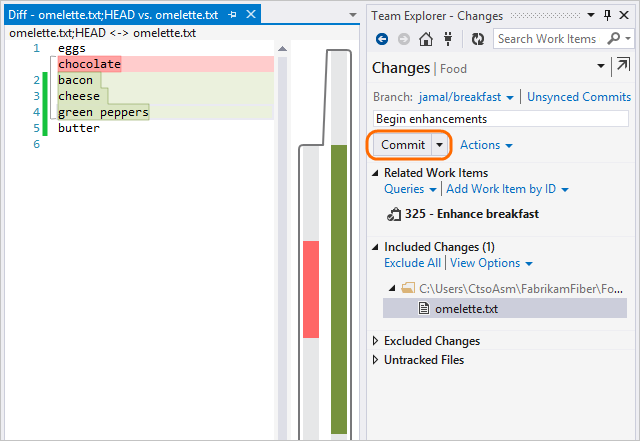 Diff - omelette.txt;HEAD vs. omelette.txt
omelette.txt;HEAD <-> omelette.txt
1 eggs
chocolate
2 bacon
3 cheese
4 green peppers
5 butter
6
Team Explorer - Changes
Search Work Items
Changes | Food
Branch: jamal/breakfast | Unsynced Commits
Begin enhancements
Commit Actions
Related Work Items
Queries | Add Work Item by ID
325 - Enhance breakfast
Included Changes (1)
Exclude All | View Options
C:\Users\CtsoAsm\FabrikamFiber\Fo...
omelette.txt
Excluded Changes
Untracked Files